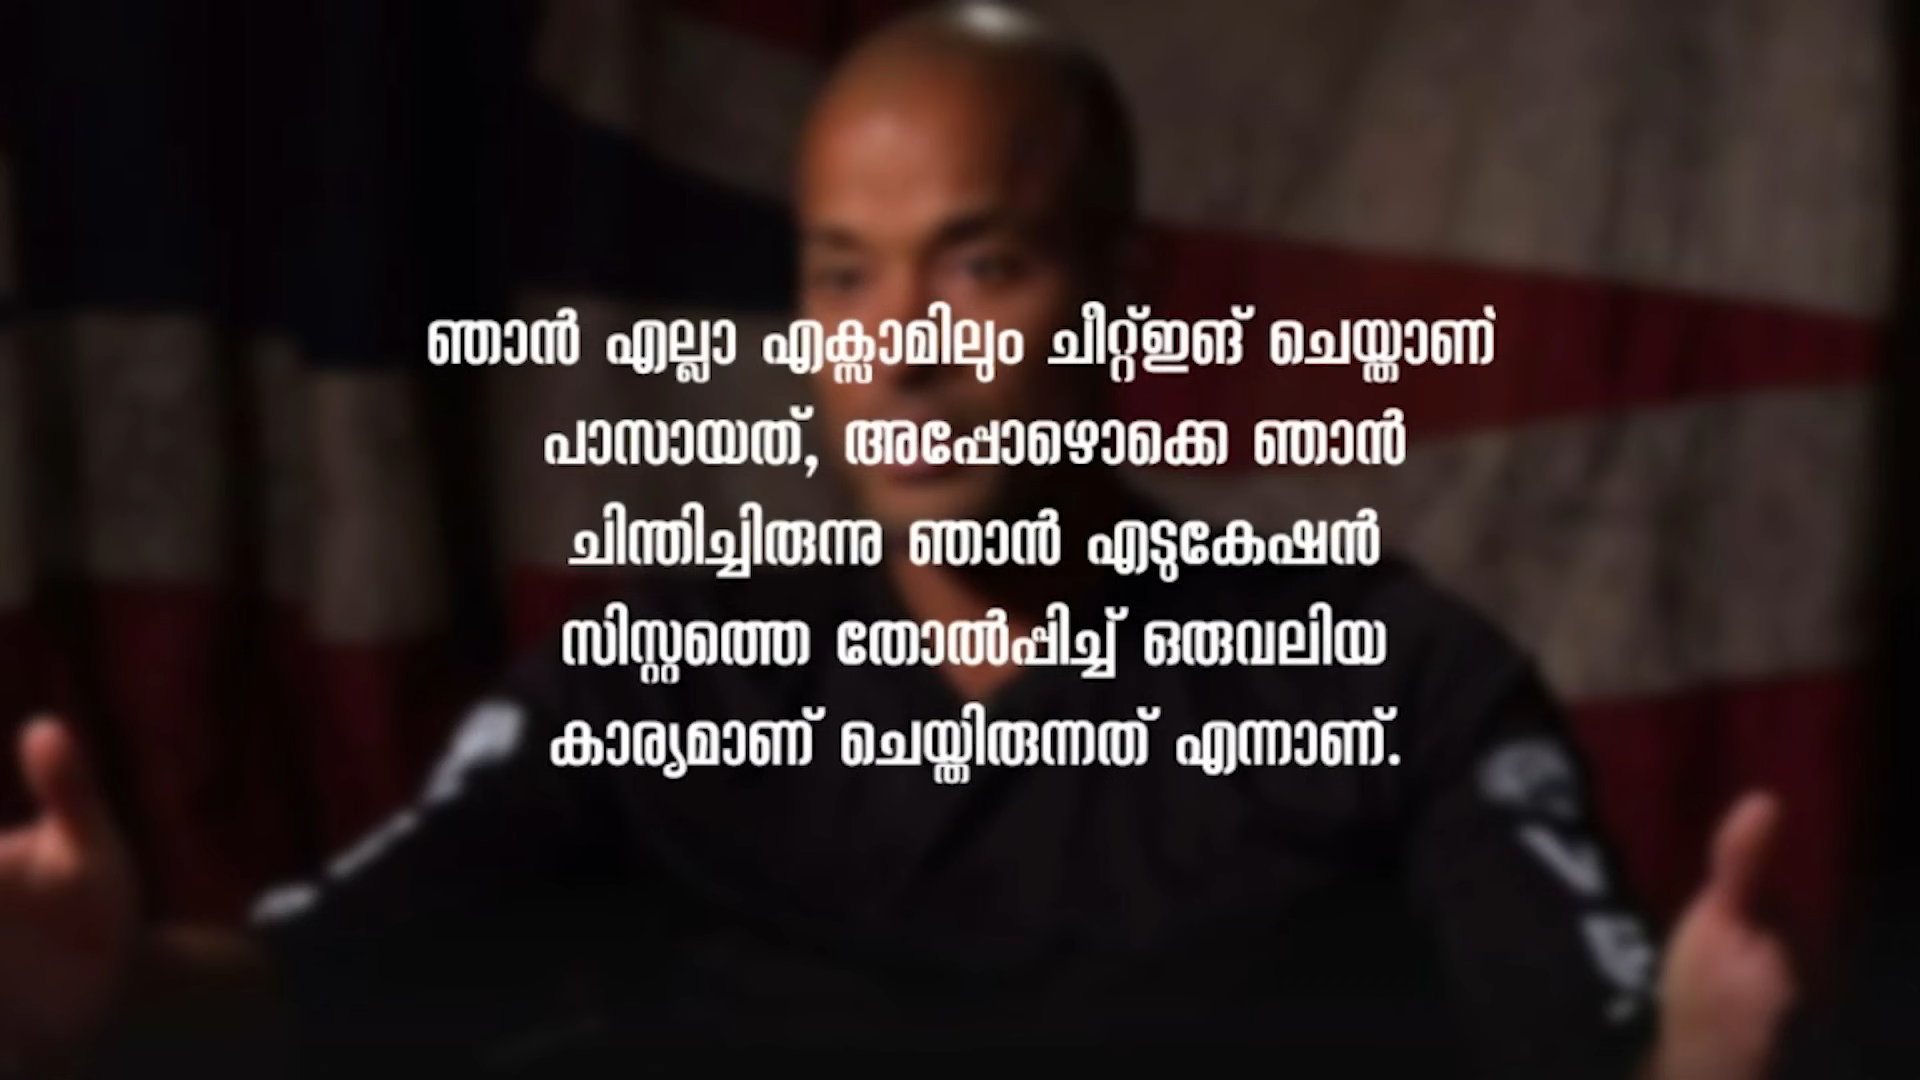 ഞാൻ എല്ലാ എക്സാമിലും ചീറ്റ്ഇങ് ചെയ്താണ്
പാസായത്, അപ്പോഴൊക്കെ ഞാൻ
ചിന്തിച്ചിരുന്നു ഞാൻ എടുകേഷൻ
സിസ്റ്റത്തെ തോൽപ്പിച്ച് ഒരുവലിയ
കാര്യമാണ് ചെയ്തിരുന്നത് എന്നാണ്.